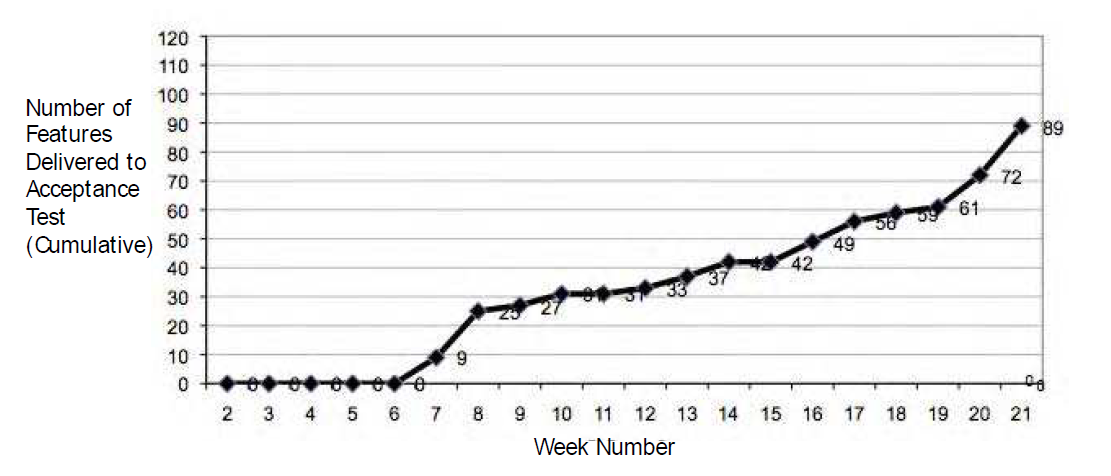 120
110
100
90
80
70
60
50
40
30
20
10
0
Number of
Features
Delivered to
Acceptance
Test
(Cumulative)
0 0 0 0 0 9 25 27 31 31 33 37 42 42 49 56 59 61 72 89
2 3 4 5 6 7 8 9 10 11 12 13 14 15 16 17 18 19 20 21
Week Number